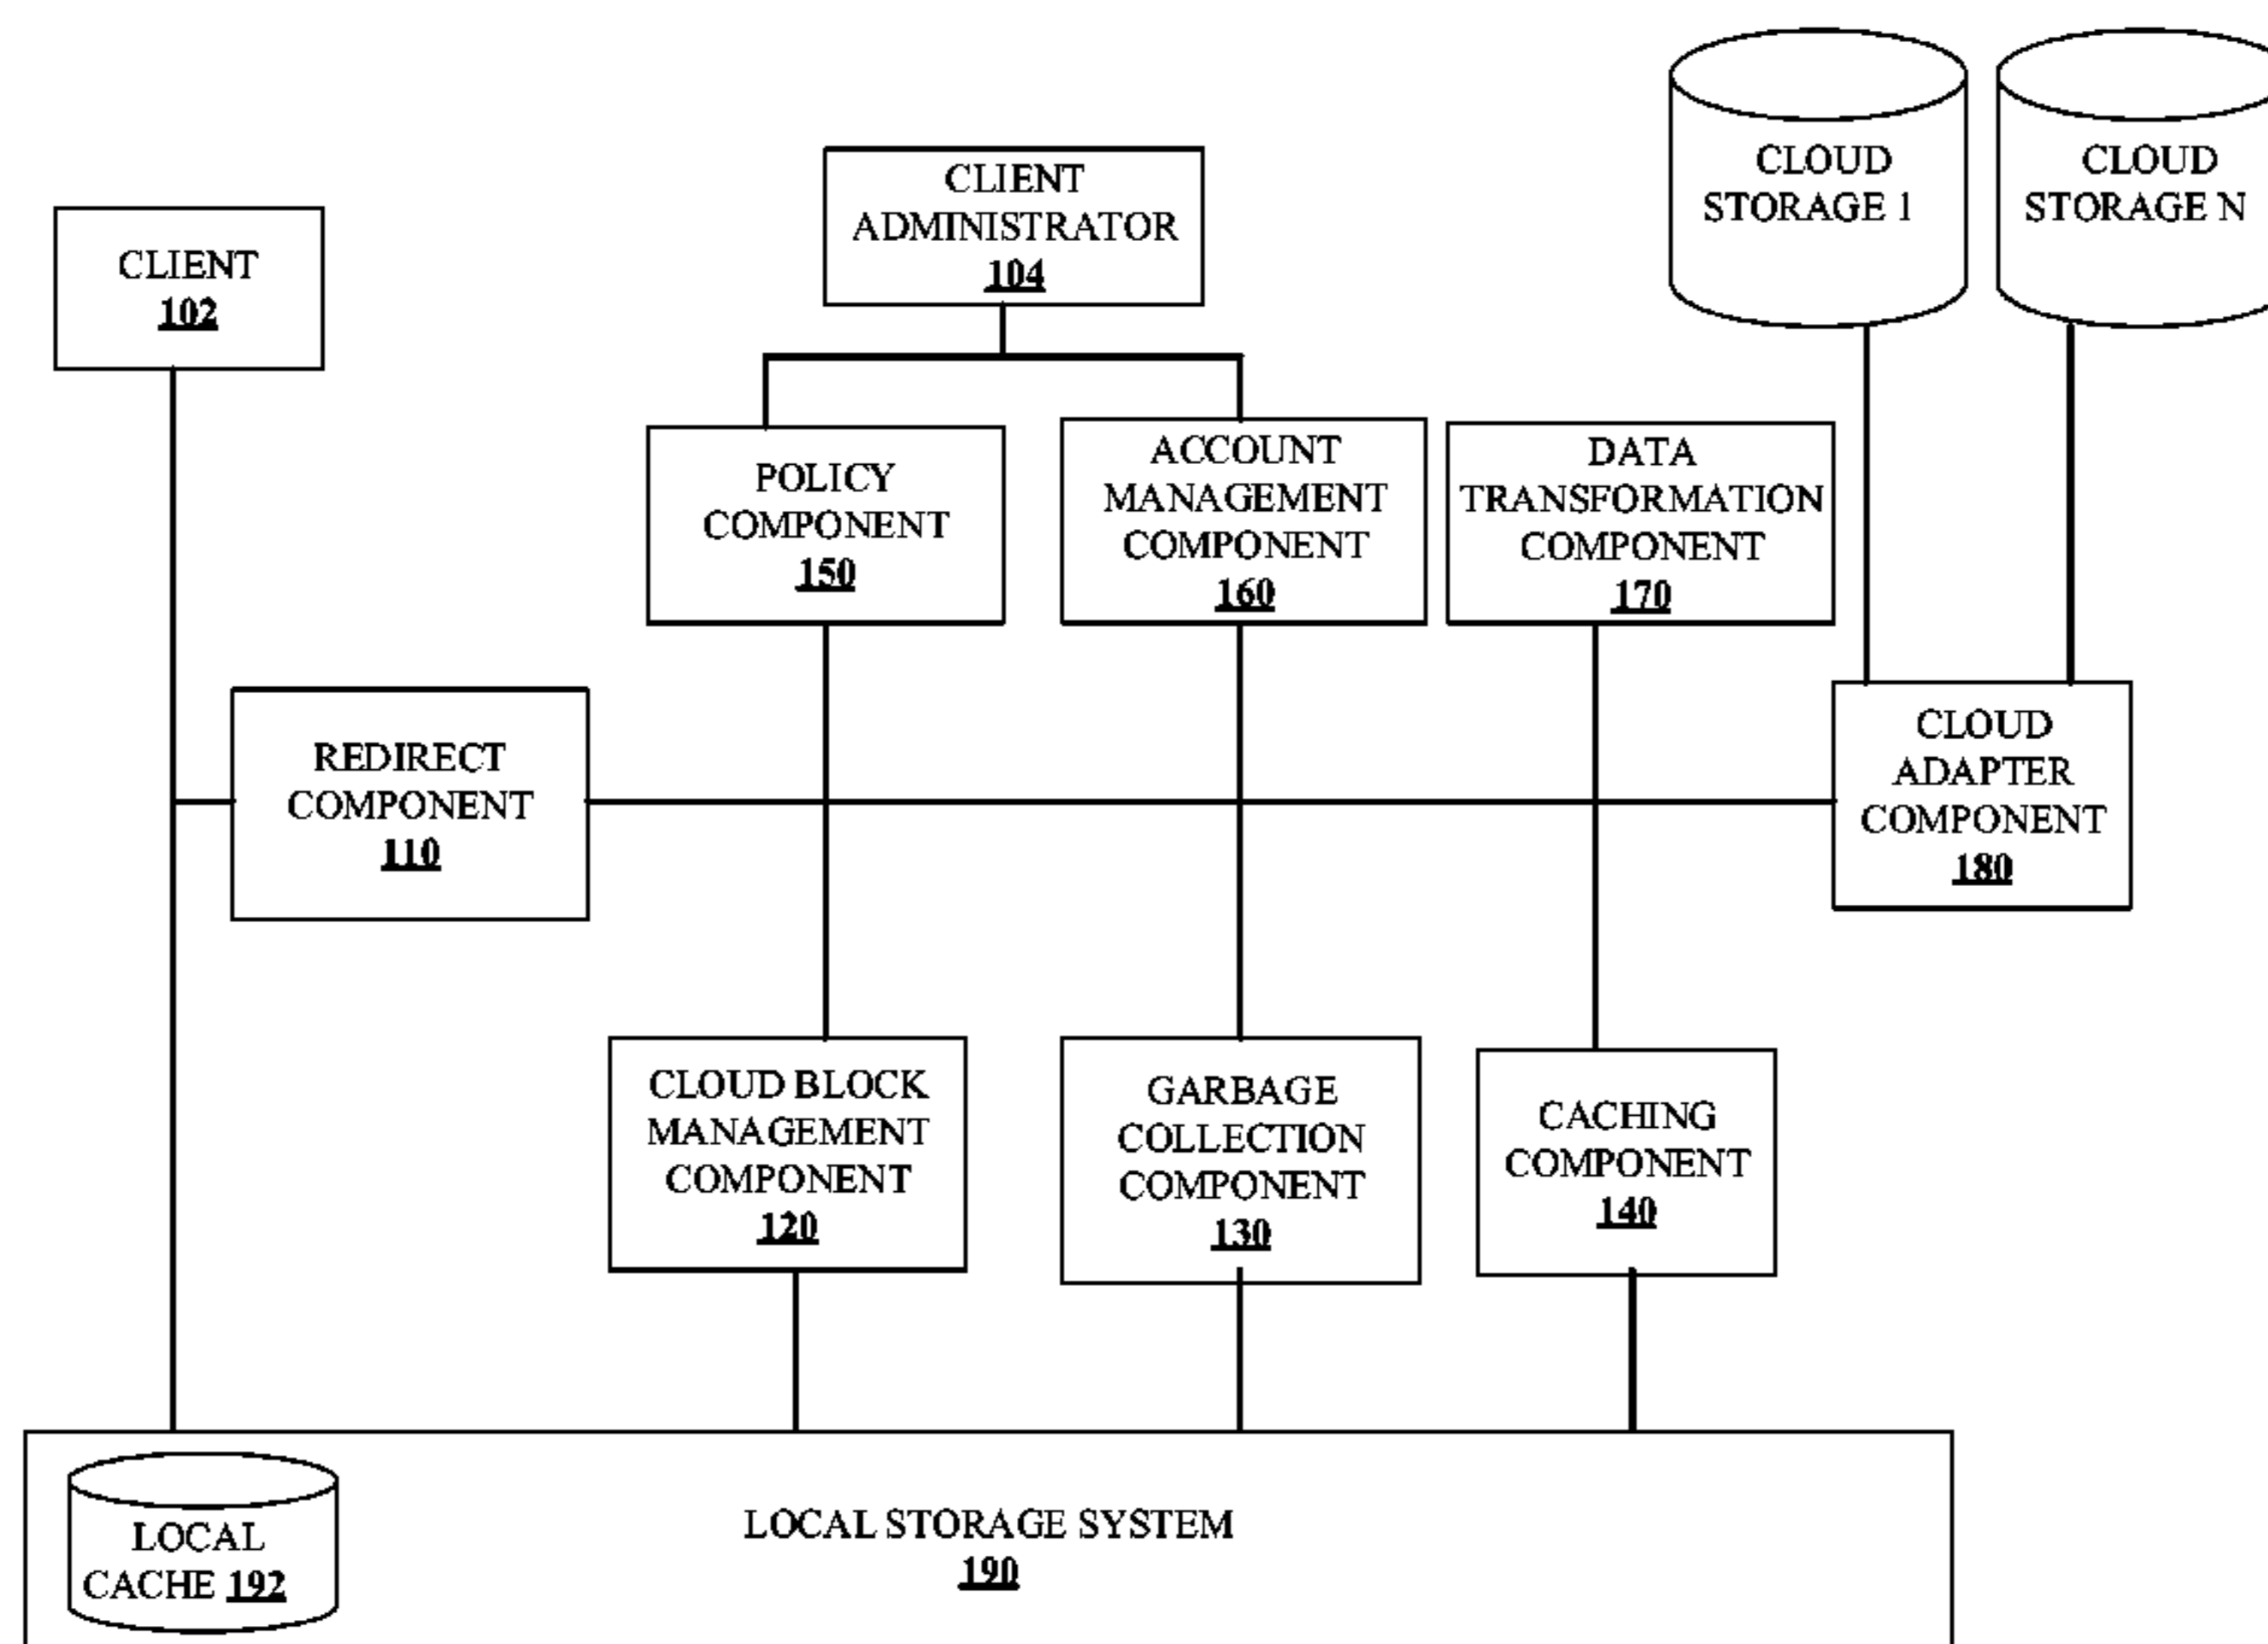 CLOUD
STORAGE 1
CLOUD
STORAGE N
CLIENT
ADMINISTRATOR
104
CLIENT
102
POLICY
COMPONENT
150
ACCOUNT
MANAGEMENT
COMPONENT
160
DATA
TRANSFORMATION
COMPONENT
170
REDIRECT
COMPONENT
110
CLOUD
ADAPTER
COMPONENT
180
CLOUD BLOCK
MANAGEMENT
COMPONENT
120
GARBAGE
COLLECTION
COMPONENT
130
CACHING
COMPONENT
140
LOCAL
CACHE 192
LOCAL STORAGE SYSTEM
190